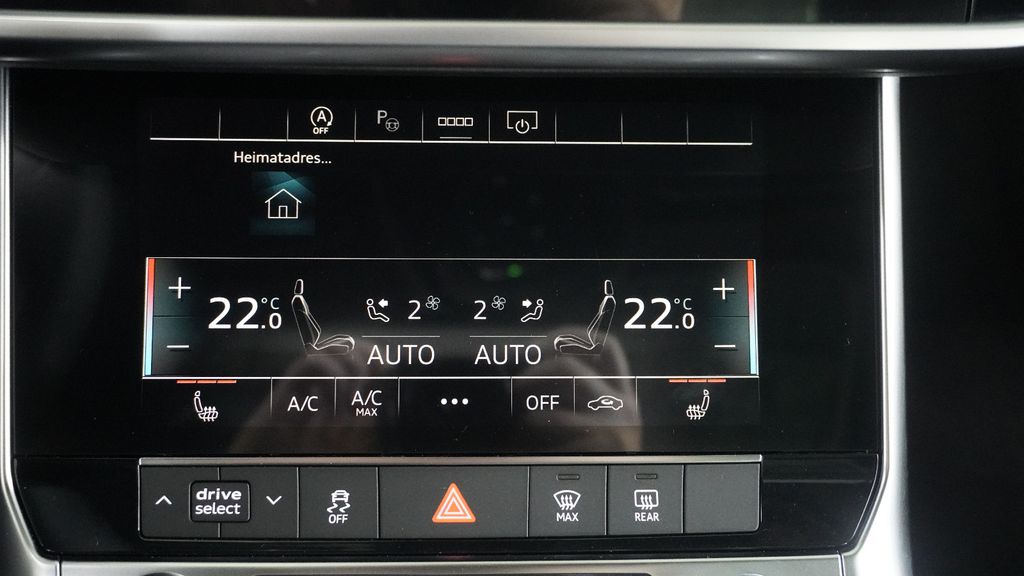 A
OFF
P
Heimatadres...
22.0 °C 2 2 22.0 °C
AUTO AUTO
A/C A/C MAX ••• OFF
drive select
OFF
MAX
REAR